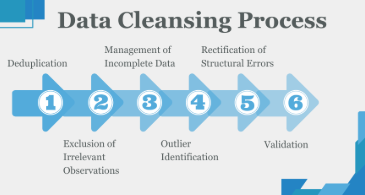 Data Cleansing Process
Management of
Incomplete Data
Rectification of
Structural Errors
Deduplication
1 2 3 4 5 6
Exclusion of
Irrelevant
Observations
Outlier
Identification
Validation